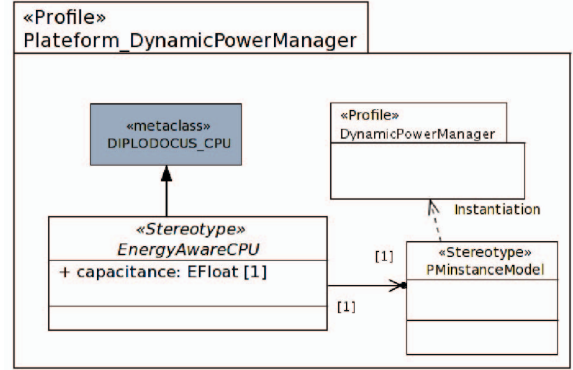 «Profile»
Plateform_DynamicPowerManager
«metaclass»
DIPLODOCUS_CPU
«Profile»
DynamicPowerManager
Instantiation
«Stereotype»
EnergyAwareCPU
+ capacitance: EFloat [1]
[1]
[1]
«Stereotype»
PMinstanceModel